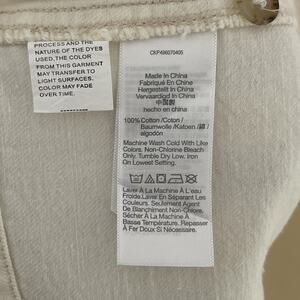 PROCESS AND THE
NATURE OF THE DYES
USED, THE COLOR
FROM THIS GARMENT
MAY TRANSFER TO
LIGHT SURFACES.
COLOR MAY FADE
OVER TIME.
CKP496070405
Made In China
Fabriqué En Chine
Hergestellt In China
Vervaardigd In China
中国製
hecho en china
100% Cotton /Coton /
Baumwolle /Katoen / 綿 /
algodón
Machine Wash Cold With Like
Colors. Non-Chlorine Bleach
Only. Tumble Dry Low. Iron
On Lowest Setting.
Laver À La Machine À L'eau
Froide. Laver En Séparant Les
Couleurs. Seulement Agent
De Blanchiment Non-Chloré.
Sécher À La Machine À
Basse Température. Repasser
À Fer Doux Si Nécessaire.